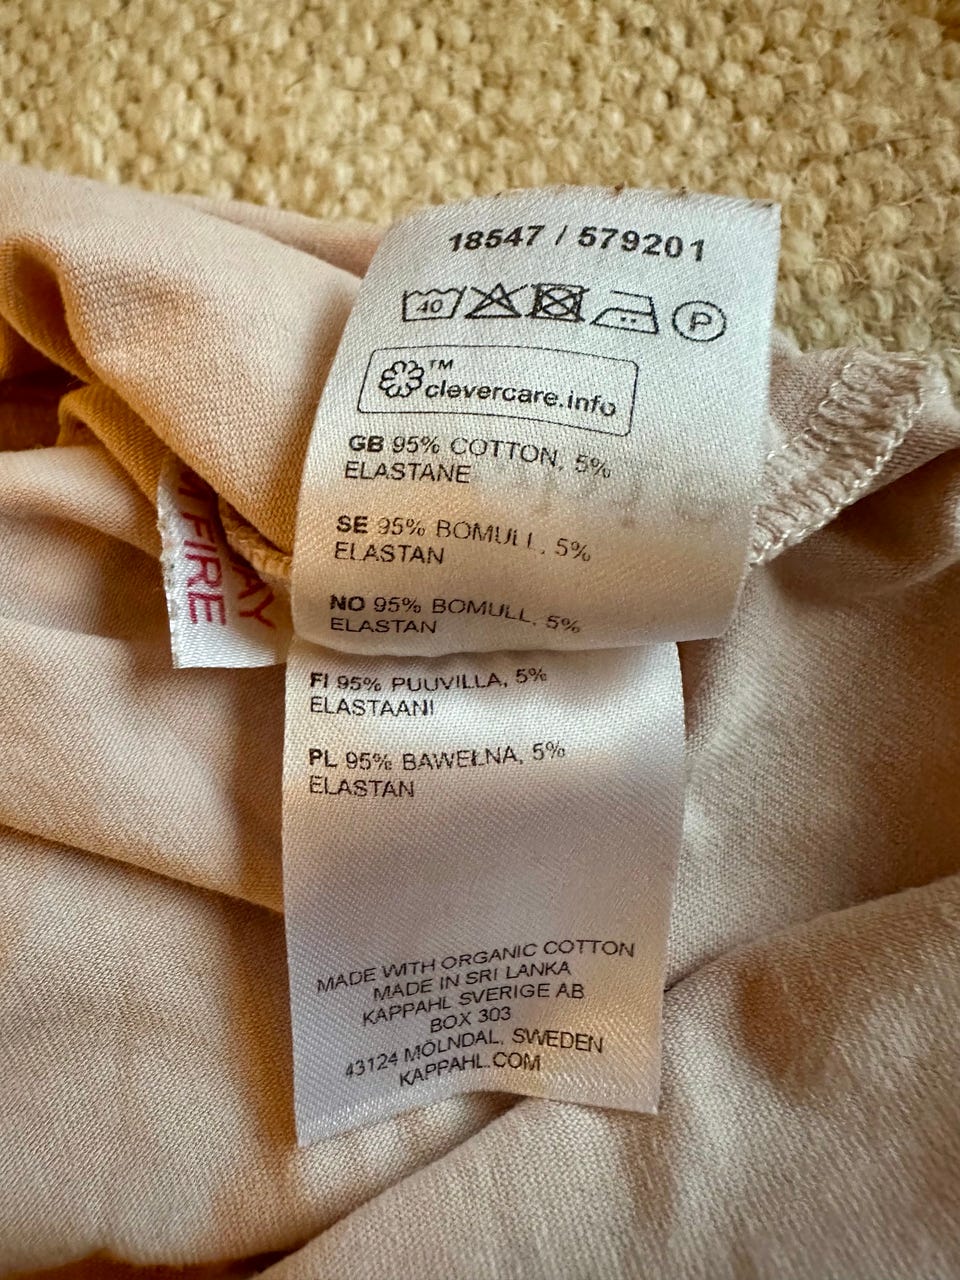 18547 / 579201
40 P
™
clevercare.info
GB 95% COTTON, 5%
ELASTANE
SE 95% BOMULL, 5%
ELASTAN
NO 95% BOMULL, 5%
ELASTAN
FI 95% PUUVILLA, 5%
ELASTAANI
PL 95% BAWEŁNA, 5%
ELASTAN
MADE WITH ORGANIC COTTON
MADE IN SRI LANKA
KAPPAHL SVERIGE AB
BOX 303
43124 MÖLNDAL, SWEDEN
KAPPAHL.COM
FIRE